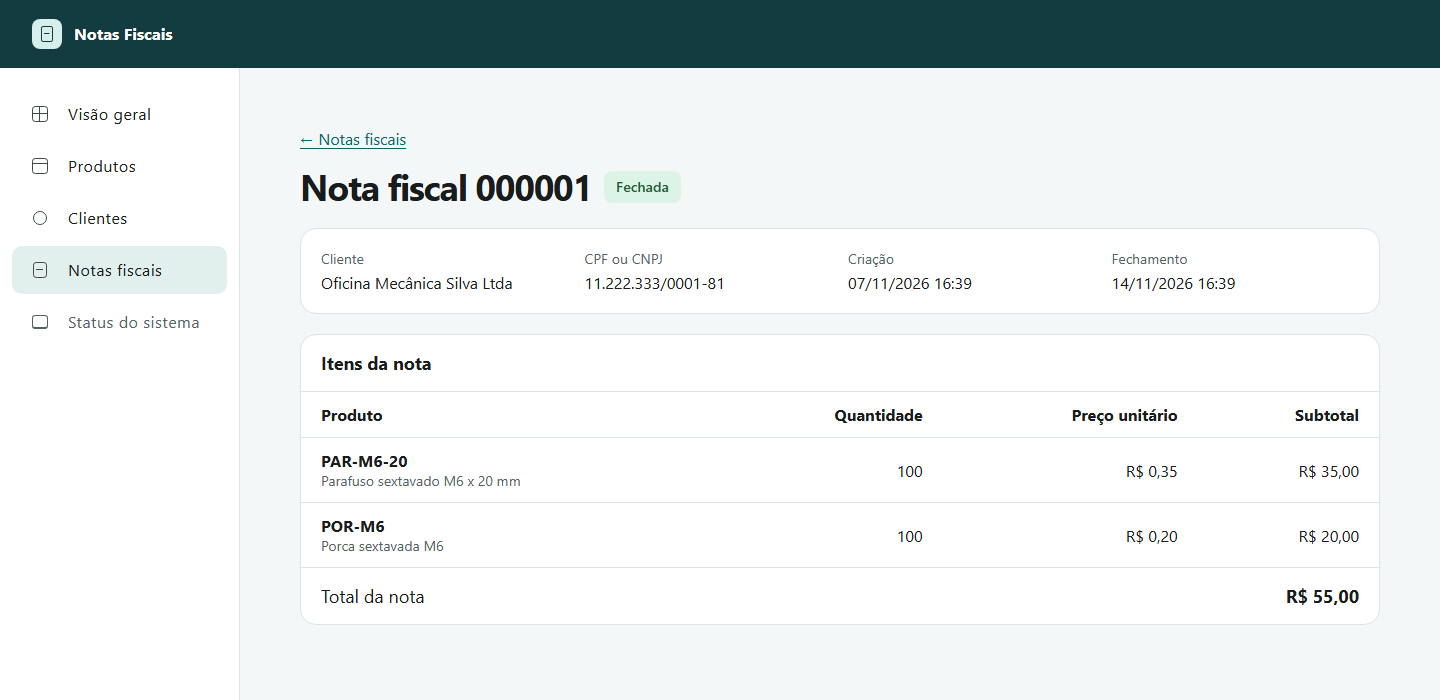 Notas Fiscais
Visão geral
Produtos
Clientes
Notas fiscais
Status do sistema
← Notas fiscais
Nota fiscal 000001 Fechada
Cliente CPF ou CNPJ Criação Fechamento
Oficina Mecânica Silva Ltda 11.222.333/0001-81 07/11/2026 16:39 14/11/2026 16:39
Itens da nota
Produto Quantidade Preço unitário Subtotal
PAR-M6-20
Parafuso sextavado M6 x 20 mm
100 R$ 0,35 R$ 35,00
POR-M6
Porca sextavada M6
100 R$ 0,20 R$ 20,00
Total da nota R$ 55,00